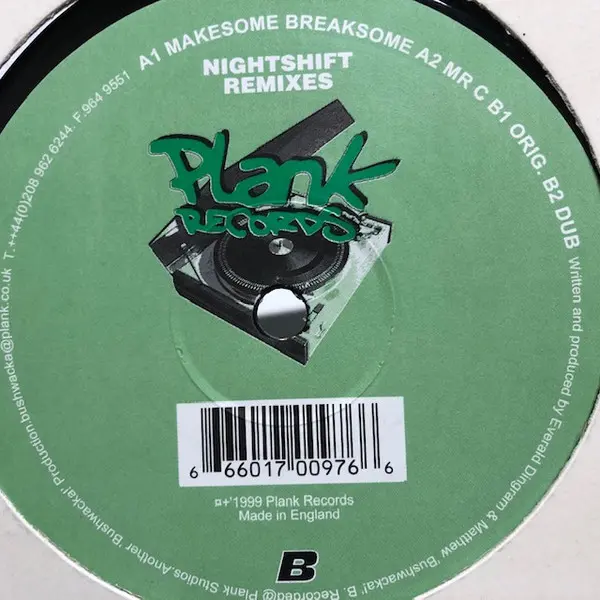 A1 MAKESOME BREAKSOME A2 MR C B1 ORIG. B2 DUB
Written and produced by Everald Dingram & Matthew 'Bushwacka!' B. Recorded@ Plank Studios.Another 'Bushwacka!' Production.bushwacka@plank.co.uk T.++44(0)208 962 6244. F.964 9551
NIGHTSHIFT
REMIXES
Plank
RECORDS
6 66017 00976 6
¤+'1999 Plank Records
Made in England
B